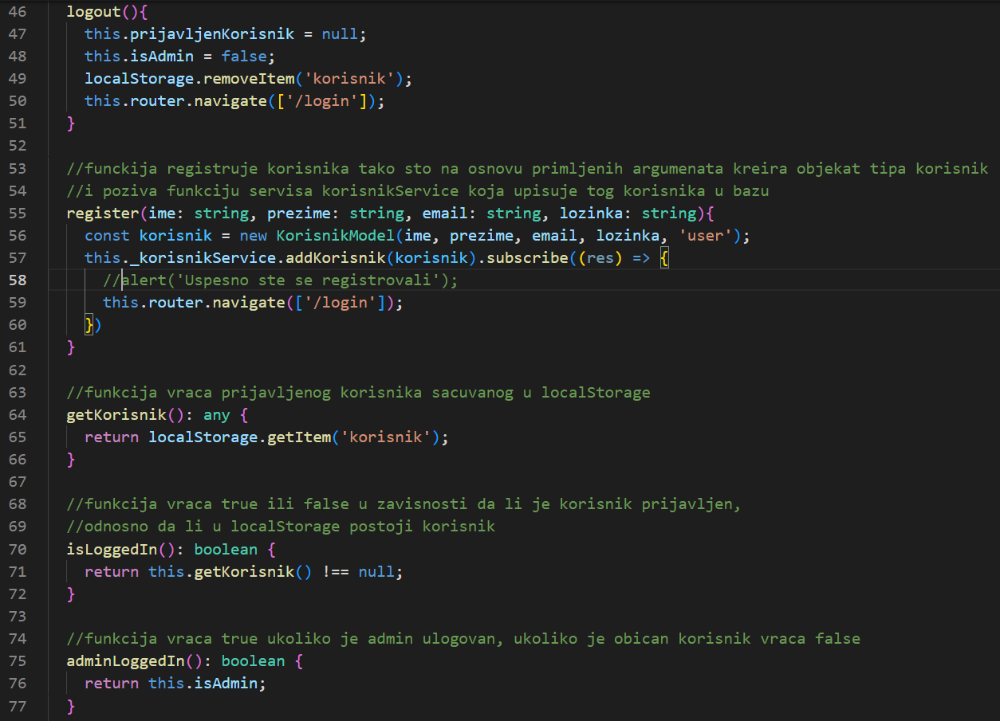 46 logout(){
47 this.prijavljenKorisnik = null;
48 this.isAdmin = false;
49 localStorage.removeItem('korisnik');
50 this.router.navigate(['/login']);
51 }
52
53 //funckija registruje korisnika tako sto na osnovu primljenih argumenata kreira objekat tipa korisnik
54 //i poziva funkciju servisa korisnikService koja upisuje tog korisnika u bazu
55 register(ime: string, prezime: string, email: string, lozinka: string){
56 const korisnik = new KorisnikModel(ime, prezime, email, lozinka, 'user');
57 this._korisnikService.addKorisnik(korisnik).subscribe((res) => {
58 //alert('Uspesno ste se registrovali');
59 this.router.navigate(['/login']);
60 })
61 }
62
63 //funkcija vraca prijavljenog korisnika sacuvanog u localStorage
64 getKorisnik(): any {
65 return localStorage.getItem('korisnik');
66 }
67
68 //funkcija vraca true ili false u zavisnosti da li je korisnik prijavljen,
69 //odnosno da li u localStorage postoji korisnik
70 isLoggedIn(): boolean {
71 return this.getKorisnik() !== null;
72 }
73
74 //funkcija vraca true ukoliko je admin ulogovan, ukoliko je obican korisnik vraca false
75 adminLoggedIn(): boolean {
76 return this.isAdmin;
77 }